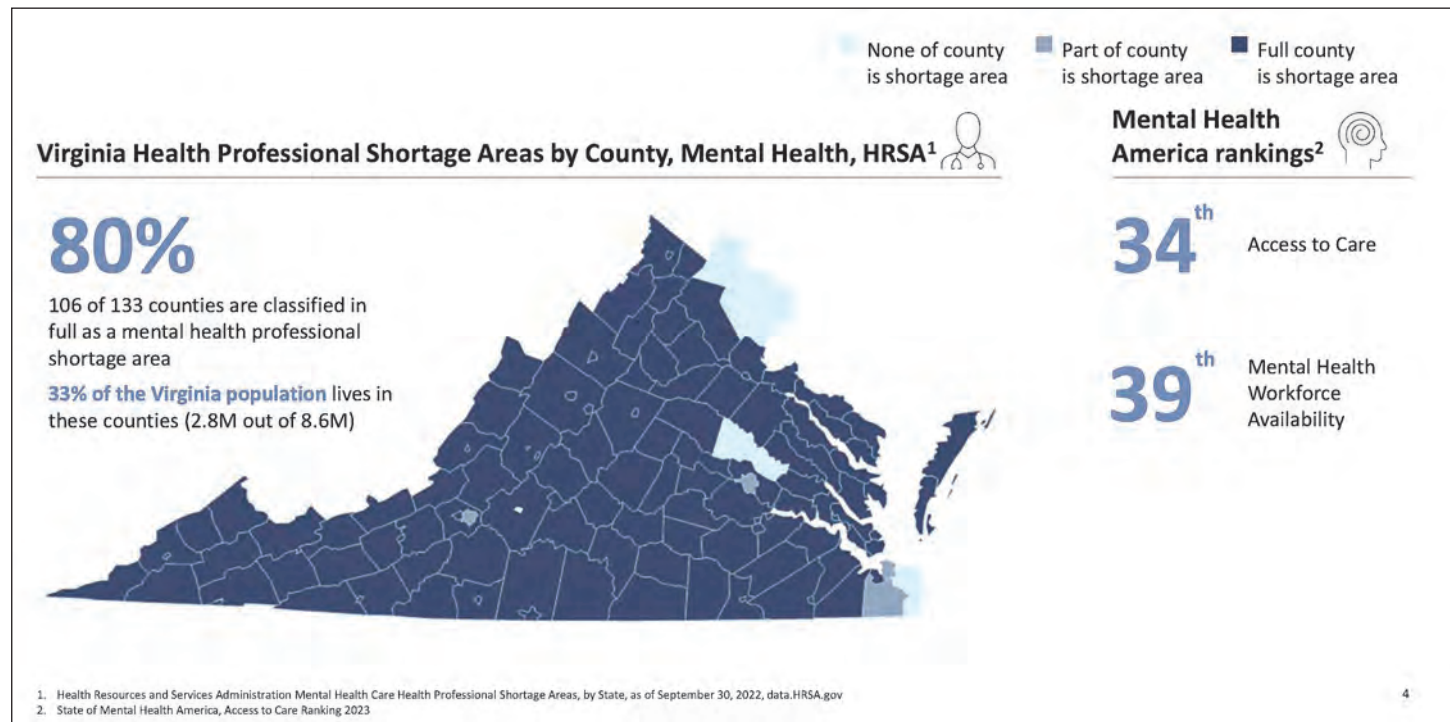 None of county
is shortage area
Part of county
is shortage area
Full county
is shortage area
Virginia Health Professional Shortage Areas by County, Mental Health, HRSA1
Mental Health
America rankings2
80%
106 of 133 counties are classified in
full as a mental health professional
shortage area
33% of the Virginia population lives in
these counties (2.8M out of 8.6M)
34th
Access to Care
39th
Mental Health
Workforce
Availability
1. Health Resources and Services Administration Mental Health Care Health Professional Shortage Areas, by State, as of September 30, 2022, data.HRSA.gov
2. State of Mental Health America, Access to Care Ranking 2023
4